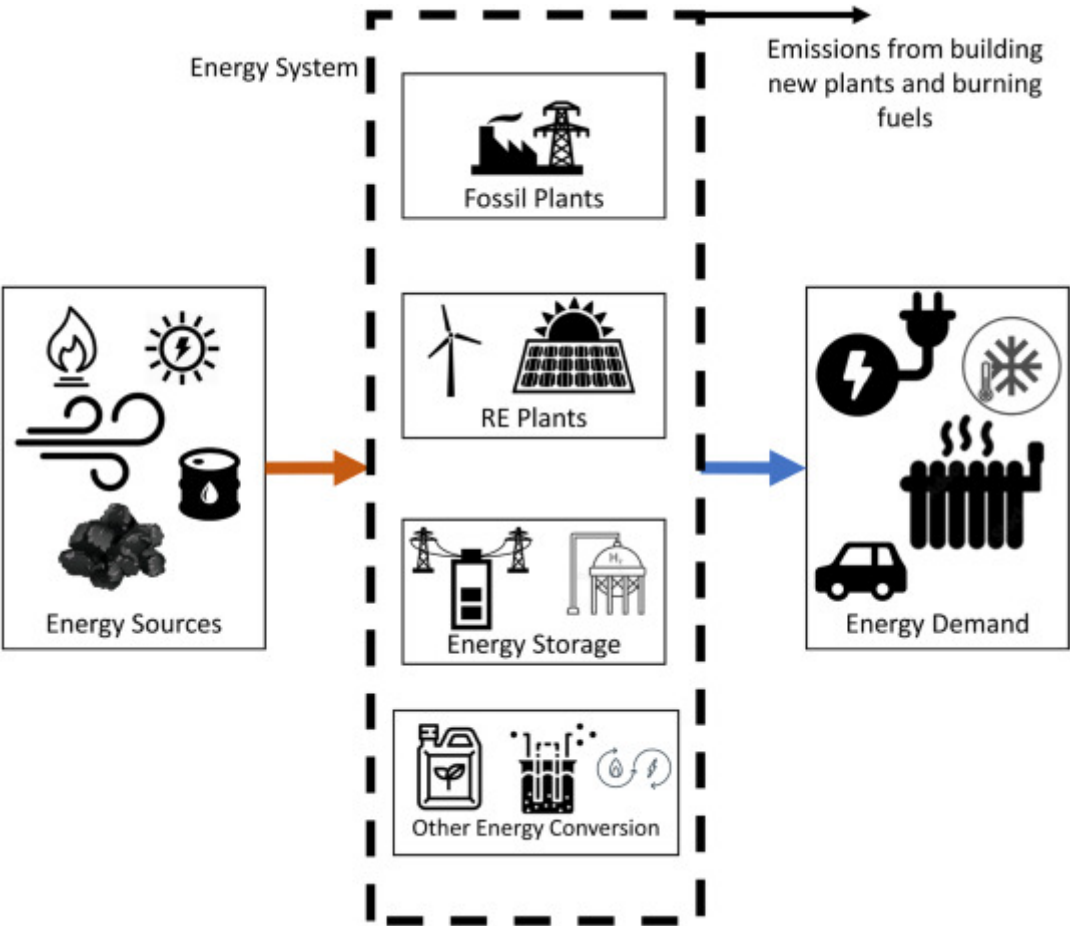 Energy System
Emissions from building
new plants and burning
fuels
Fossil Plants
RE Plants
Energy Sources
H₂
Energy Storage
Energy Demand
Other Energy Conversion